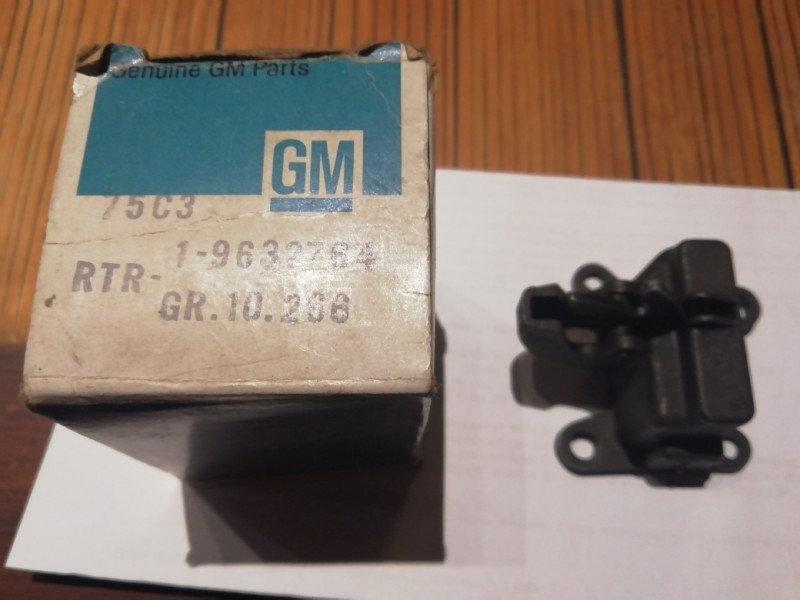 Genuine GM Parts
GM
75C3
1-9632764
RTR-
GR.10.266